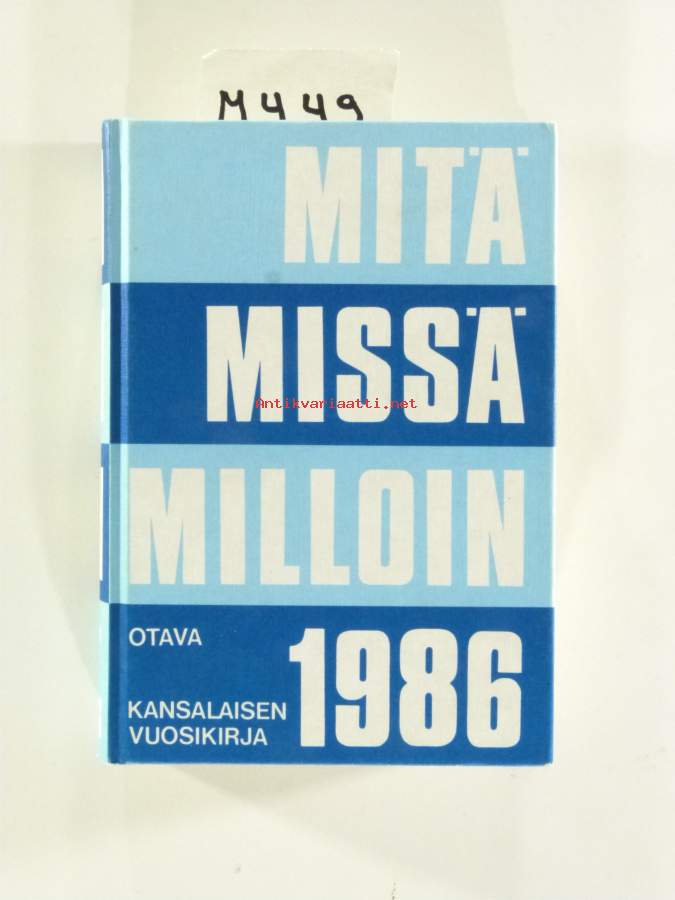 M449
MITÄ
MISSÄ
Antikvariaatti.net
MILLOIN
OTAVA
1986
KANSALAISEN
VUOSIKIRJA